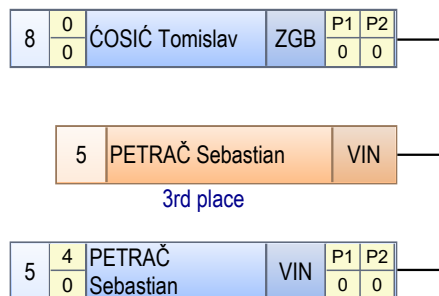 8 0 ĆOSIĆ Tomislav ZGB P1 P2
0 0 0
5 PETRAČ Sebastian VIN
3rd place
5 4 PETRAČ VIN P1 P2
0 Sebastian 0 0